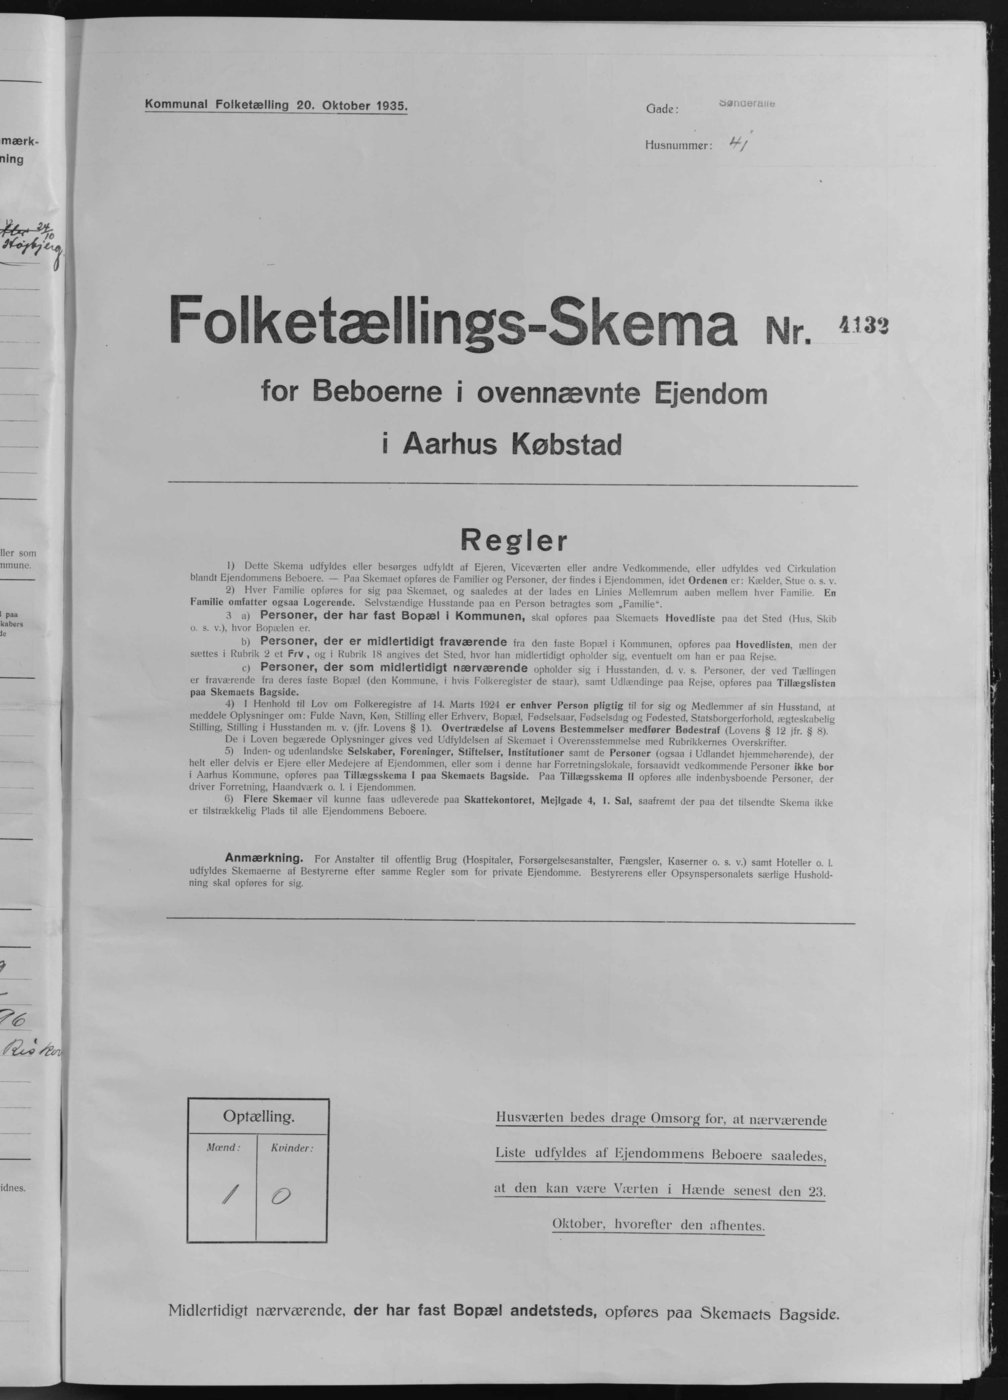 mærk-
ning
24/10
Højbjerg
ller som
mmune.
l paa
kabers
de
9
96
Risskov
idnes.
Kommunal Folketælling 20. Oktober 1935.
Gade: Sønderalle
Husnummer: 41
Folketællings-Skema Nr. 4132
for Beboerne i ovennævnte Ejendom
i Aarhus Købstad
Regler
1) Dette Skema udfyldes eller besørges udfyldt af Ejeren, Viceværten eller andre Vedkommende, eller udfyldes ved Cirkulation
blandt Ejendommens Beboere. — Paa Skemaet opføres de Familier og Personer, der findes i Ejendommen, idet Ordenen er: Kælder, Stue o. s. v.
2) Hver Familie opføres for sig paa Skemaet, og saaledes at der lades en Linies Mellemrum aaben mellem hver Familie. En
Familie omfatter ogsaa Logerende. Selvstændige Husstande paa en Person betragtes som „Familie“.
3 a) Personer, der har fast Bopæl i Kommunen, skal opføres paa Skemaets Hovedliste paa det Sted (Hus, Skib
o. s. v.), hvor Bopælen er.
b) Personer, der er midlertidigt fraværende fra den faste Bopæl i Kommunen, opføres paa Hovedlisten, men der
sættes i Rubrik 2 et Frv., og i Rubrik 18 angives det Sted, hvor han midlertidigt opholder sig, eventuelt om han er paa Rejse.
c) Personer, der som midlertidigt nærværende opholder sig i Husstanden, d. v. s. Personer, der ved Tællingen
er fraværende fra deres faste Bopæl (den Kommune, i hvis Folkeregister de staar), samt Udlændinge paa Rejse, opføres paa Tillægslisten
paa Skemaets Bagside.
4) I Henhold til Lov om Folkeregistre af 14. Marts 1924 er enhver Person pligtig til for sig og Medlemmer af sin Husstand, at
meddele Oplysninger om: Fulde Navn, Køn, Stilling eller Erhverv, Bopæl, Fødselsaar, Fødselsdag og Fødested, Statsborgerforhold, ægteskabelig
Stilling, Stilling i Husstanden m. v. (jfr. Lovens § 1). Overtrædelse af Lovens Bestemmelser medfører Bødestraf (Lovens § 12 jfr. § 8).
De i Loven begærede Oplysninger gives ved Udfyldelsen af Skemaet i Overensstemmelse med Rubrikkernes Overskrifter.
5) Inden- og udenlandske Selskaber, Foreninger, Stiftelser, Institutioner samt de Personer (ogsaa i Udlandet hjemmehørende), der
helt eller delvis er Ejere eller Medejere af Ejendommen, eller som i denne har Forretningslokale, forsaavidt vedkommende Personer ikke bor
i Aarhus Kommune, opføres paa Tillægsskema I paa Skemaets Bagside. Paa Tillægsskema II opføres alle indenbysboende Personer, der
driver Forretning, Haandværk o. l. i Ejendommen.
6) Flere Skemaer vil kunne faas udleverede paa Skattekontoret, Mejlgade 4, 1. Sal, saafremt der paa det tilsendte Skema ikke
er tilstrækkelig Plads til alle Ejendommens Beboere.
Anmærkning. For Anstalter til offentlig Brug (Hospitaler, Forsørgelsesanstalter, Fængsler, Kaserner o. s. v.) samt Hoteller o. l.
udfyldes Skemaerne af Bestyrerne efter samme Regler som for private Ejendomme. Bestyrerens eller Opsynspersonalets særlige Hushold-
ning skal opføres for sig.
Optælling.
Mænd: Kvinder:
1 0
Husværten bedes drage Omsorg for, at nærværende
Liste udfyldes af Ejendommens Beboere saaledes,
at den kan være Værten i Hænde senest den 23.
Oktober, hvorefter den afhentes.
Midlertidigt nærværende, der har fast Bopæl andetsteds, opføres paa Skemaets Bagside.